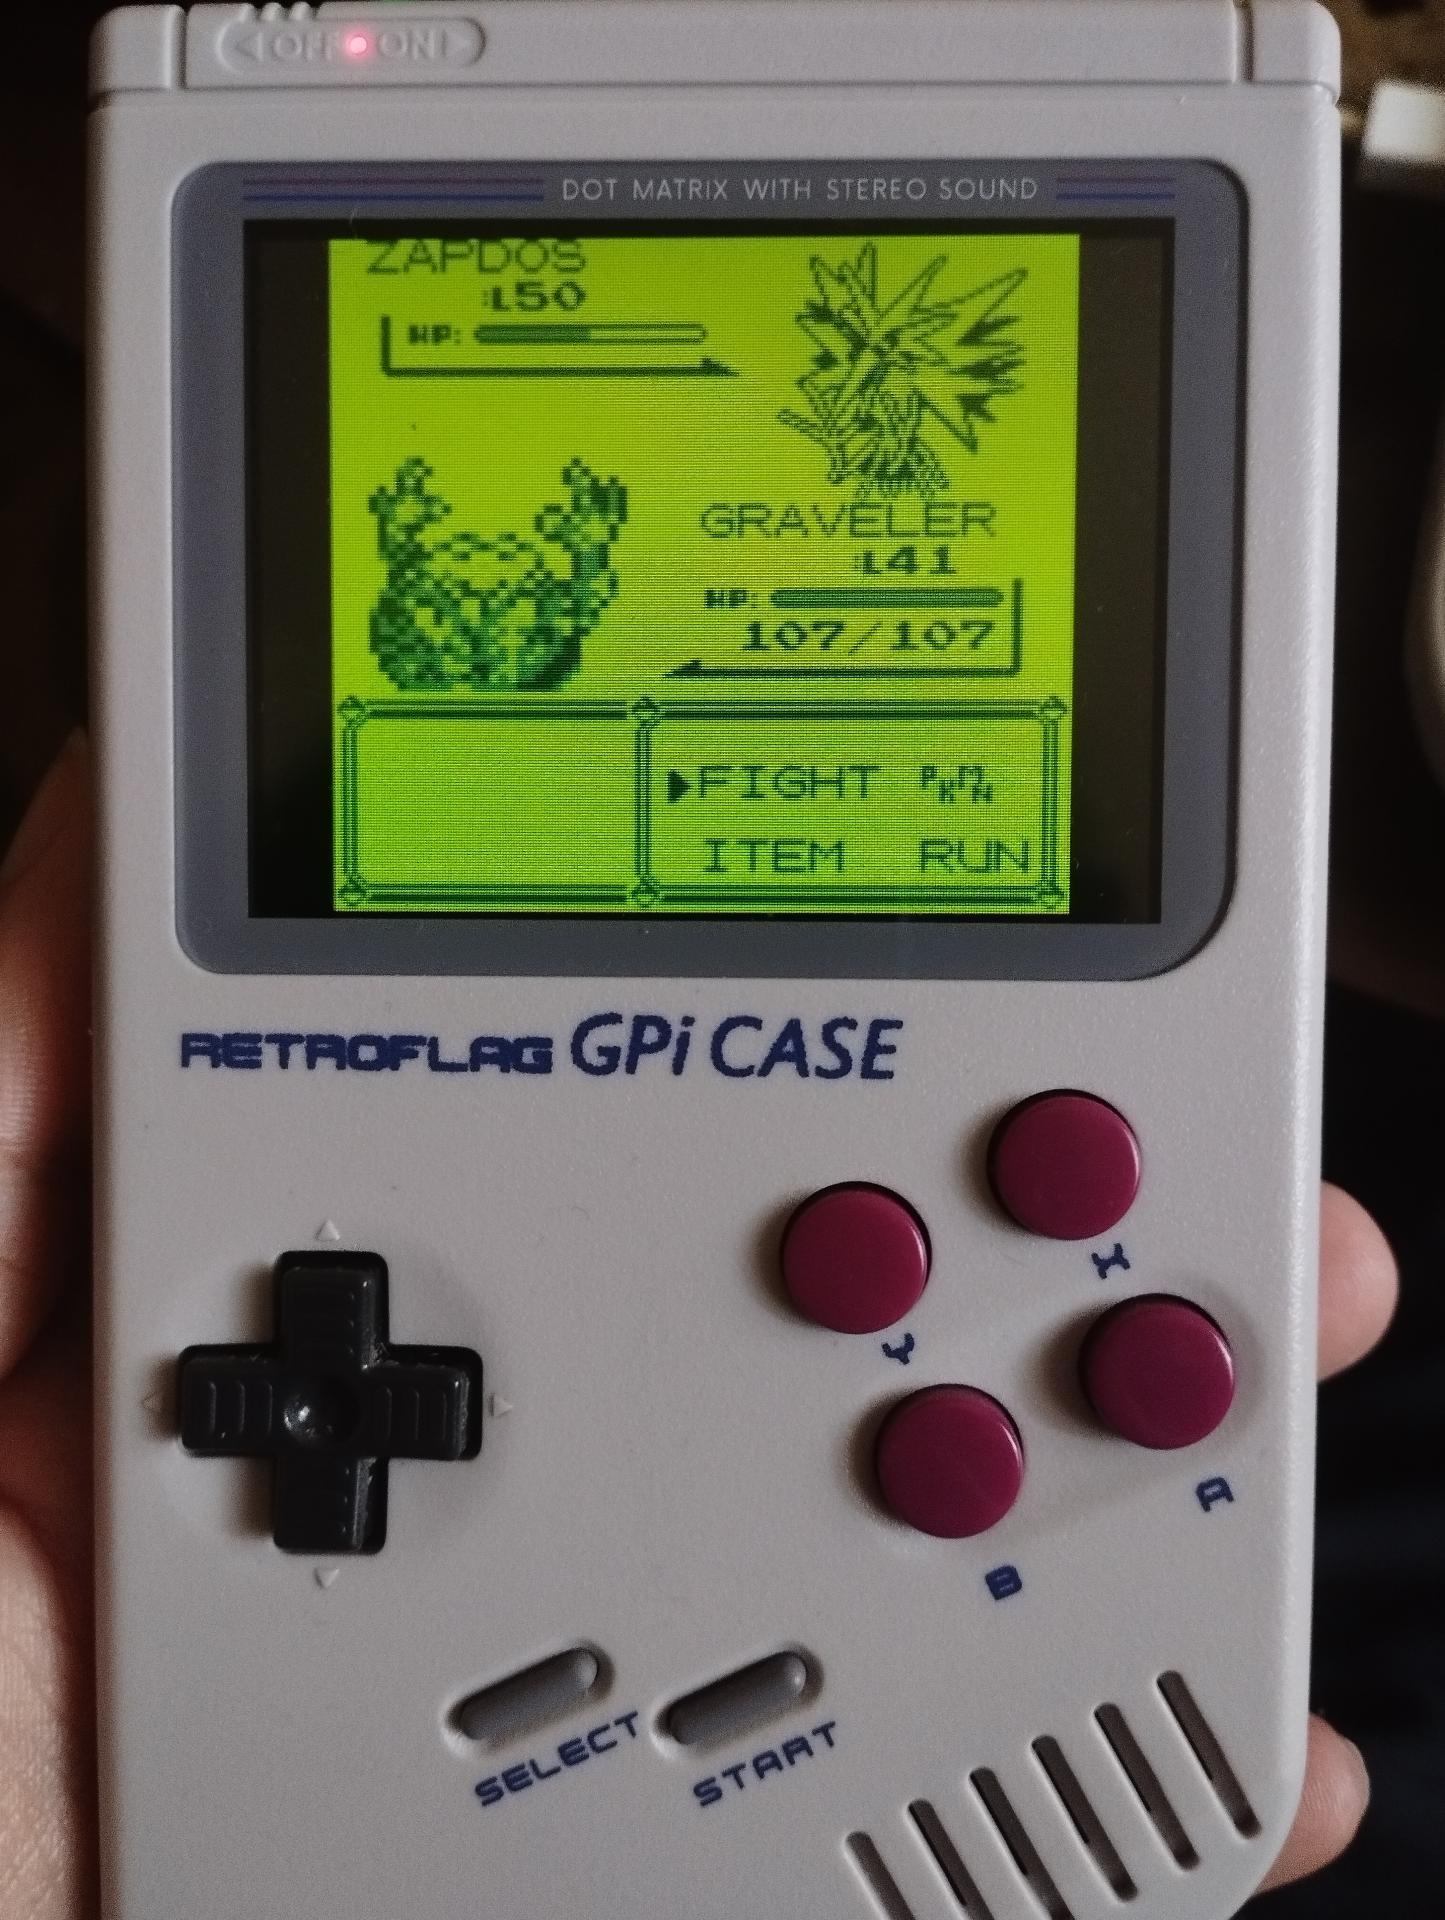 OFF ON!
DOT MATRIX WITH STEREO SOUND
ZAPDOS
:L50
HP:
GRAVELER
:L41
HP:
107/107
▶FIGHT PKMN
ITEM RUN
RETROFLAG GPi CASE
X
Y
A
B
SELECT
START